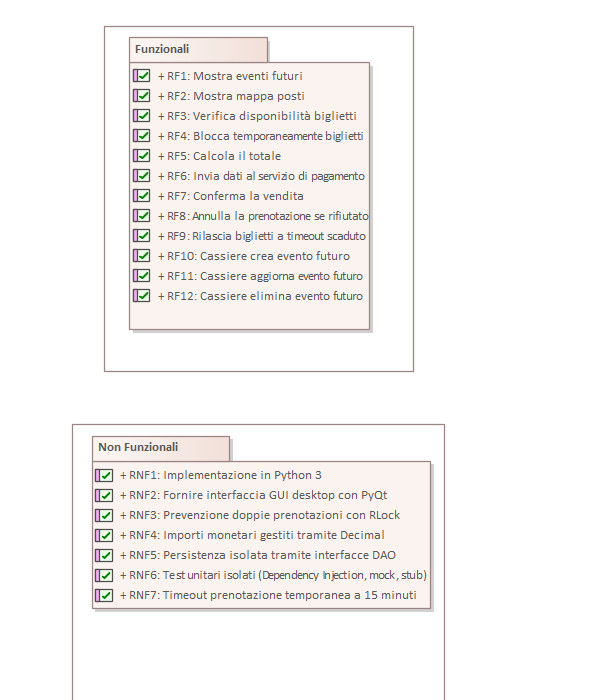 Funzionali
+ RF1: Mostra eventi futuri
+ RF2: Mostra mappa posti
+ RF3: Verifica disponibilità biglietti
+ RF4: Blocca temporaneamente biglietti
+ RF5: Calcola il totale
+ RF6: Invia dati al servizio di pagamento
+ RF7: Conferma la vendita
+ RF8: Annulla la prenotazione se rifiutato
+ RF9: Rilascia biglietti a timeout scaduto
+ RF10: Cassiere crea evento futuro
+ RF11: Cassiere aggiorna evento futuro
+ RF12: Cassiere elimina evento futuro
Non Funzionali
+ RNF1: Implementazione in Python 3
+ RNF2: Fornire interfaccia GUI desktop con PyQt
+ RNF3: Prevenzione doppie prenotazioni con RLock
+ RNF4: Importi monetari gestiti tramite Decimal
+ RNF5: Persistenza isolata tramite interfacce DAO
+ RNF6: Test unitari isolati (Dependency Injection, mock, stub)
+ RNF7: Timeout prenotazione temporanea a 15 minuti